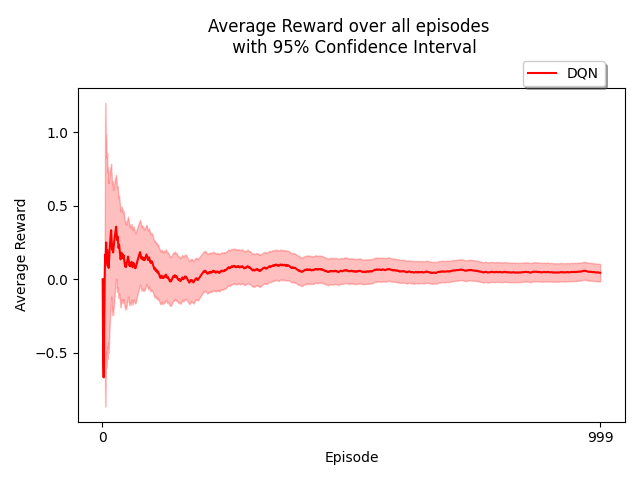 Average Reward over all episodes
with 95% Confidence Interval
DQN
1.0
0.5
0.0
−0.5
Average Reward
0
999
Episode